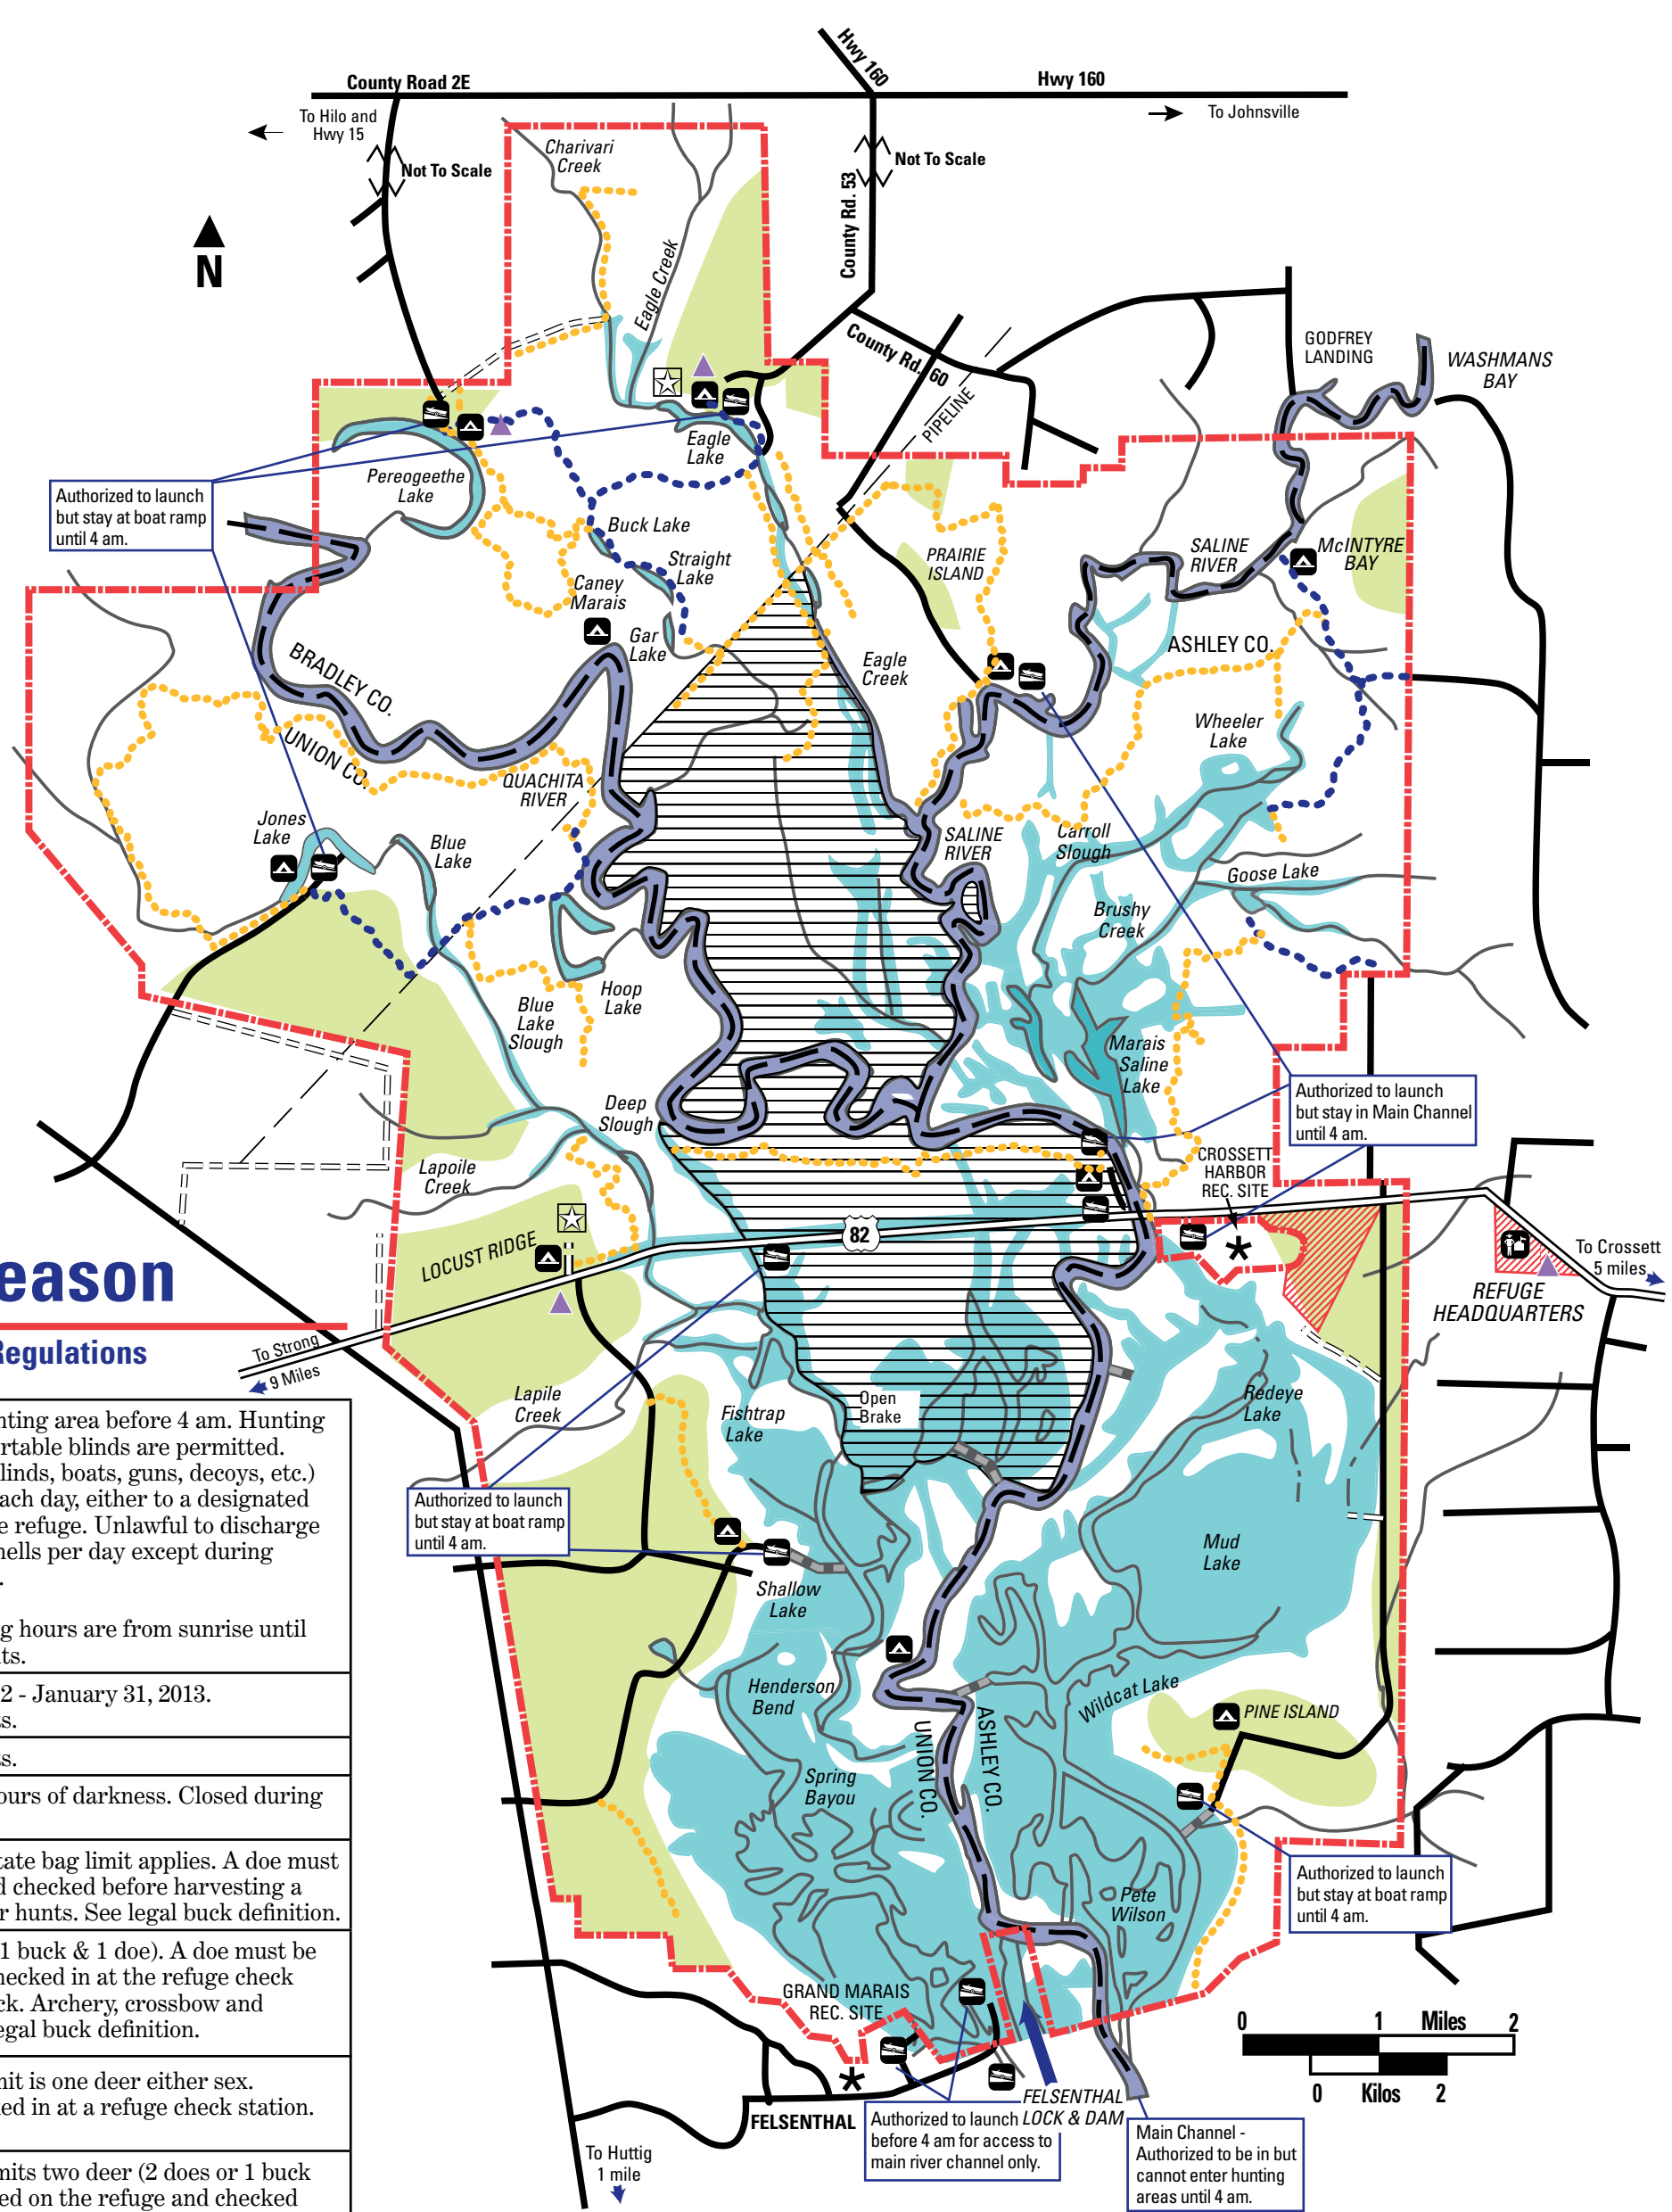 Hwy 160
County Road 2E
Hwy 160
To Hilo and
Hwy 15
To Johnsville
Not To Scale
Not To Scale
Charivari
Creek
County Rd. 53
N
Eagle Creek
County Rd. 60
PIPELINE
GODFREY
LANDING
WASHMANS
BAY
Eagle
Lake
Pereogeethe
Lake
Authorized to launch
but stay at boat ramp
until 4 am.
Buck Lake
Straight
Lake
Caney
Marais
Gar
Lake
PRAIRIE
ISLAND
SALINE
RIVER
McINTYRE
BAY
ASHLEY CO.
Eagle
Creek
BRADLEY CO.
UNION CO.
QUACHITA
RIVER
Wheeler
Lake
Jones
Lake
Blue
Lake
SALINE
RIVER
Carroll
Slough
Goose Lake
Brushy
Creek
Hoop
Lake
Blue
Lake
Slough
Marais
Saline
Lake
Authorized to launch
but stay in Main Channel
until 4 am.
Deep
Slough
CROSSETT
HARBOR
REC. SITE
Lapoile
Creek
LOCUST RIDGE
82
To Crossett
5 miles
REFUGE
HEADQUARTERS
eason
Regulations
To Strong
9 Miles
Lapile
Creek
Fishtrap
Lake
Open
Brake
Redeye
Lake
Authorized to launch
but stay at boat ramp
until 4 am.
Mud
Lake
Shallow
Lake
Henderson
Bend
Wildcat Lake
PINE ISLAND
UNION CO.
ASHLEY CO.
Spring
Bayou
Authorized to launch
but stay at boat ramp
until 4 am.
Pete
Wilson
GRAND MARAIS
REC. SITE
0 1 Miles 2
0 Kilos 2
FELSENTHAL
LOCK & DAM
FELSENTHAL
Authorized to launch
before 4 am for access to
main river channel only.
Main Channel -
Authorized to be in but
cannot enter hunting
areas until 4 am.
To Huttig
1 mile
nting area before 4 am. Hunting
rtable blinds are permitted.
linds, boats, guns, decoys, etc.)
ach day, either to a designated
e refuge. Unlawful to discharge
hells per day except during
.
g hours are from sunrise until
nts.
2 - January 31, 2013.
ts.
ts.
ours of darkness. Closed during
tate bag limit applies. A doe must
d checked before harvesting a
r hunts. See legal buck definition.
1 buck & 1 doe). A doe must be
hecked in at the refuge check
ck. Archery, crossbow and
egal buck definition.
mit is one deer either sex.
ked in at a refuge check station.
mits two deer (2 does or 1 buck
ed on the refuge and checked